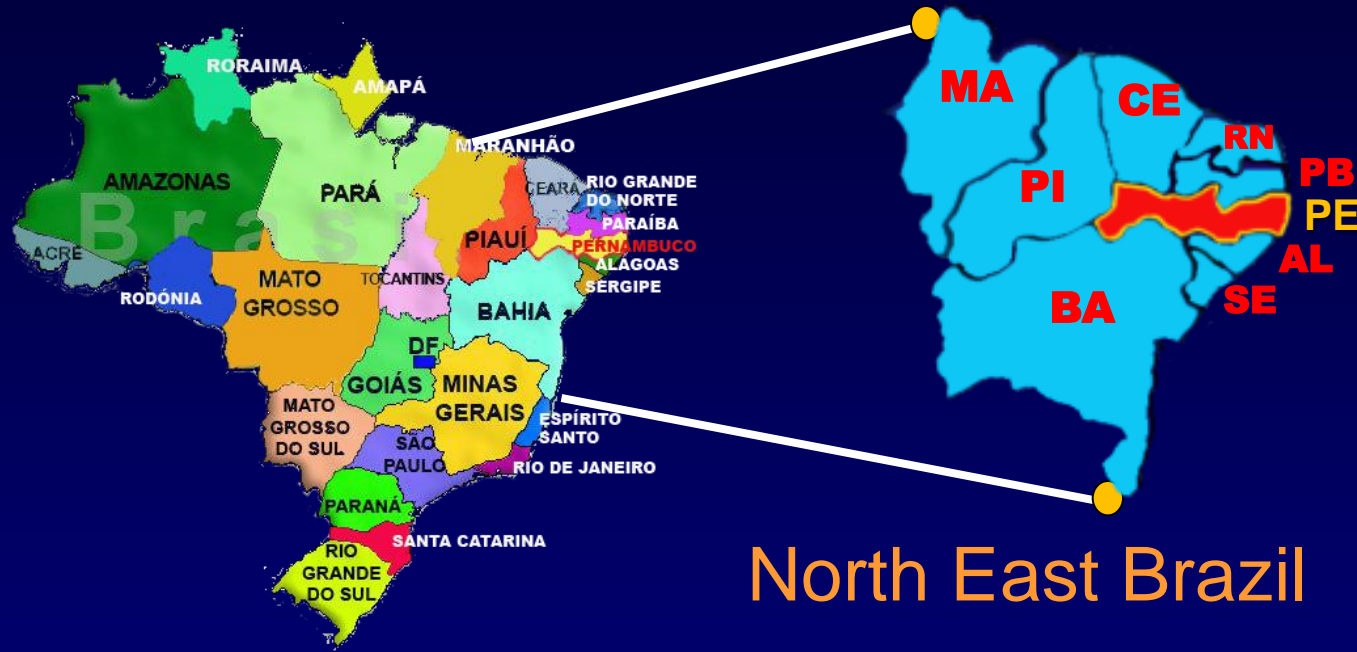 RORAIMA
AMAPÁ
MARANHÃO
AMAZONAS
PARÁ
CEARA
RIO GRANDE
DO NORTE
Brasi
PARAÍBA
PIAUÍ
PERNAMBUCO
ACRE
ALAGOAS
MATO
GROSSO
TOCANTINS
SERGIPE
RODÓNIA
BAHIA
DF
GOIÁS
MINAS
GERAIS
MATO
GROSSO
DO SUL
ESPÍRITO
SANTO
SÃO
PAULO
RIO DE JANEIRO
PARANÁ
SANTA CATARINA
RIO
GRANDE
DO SUL
MA
CE
RN
PI
PB
PE
AL
SE
BA
North East Brazil